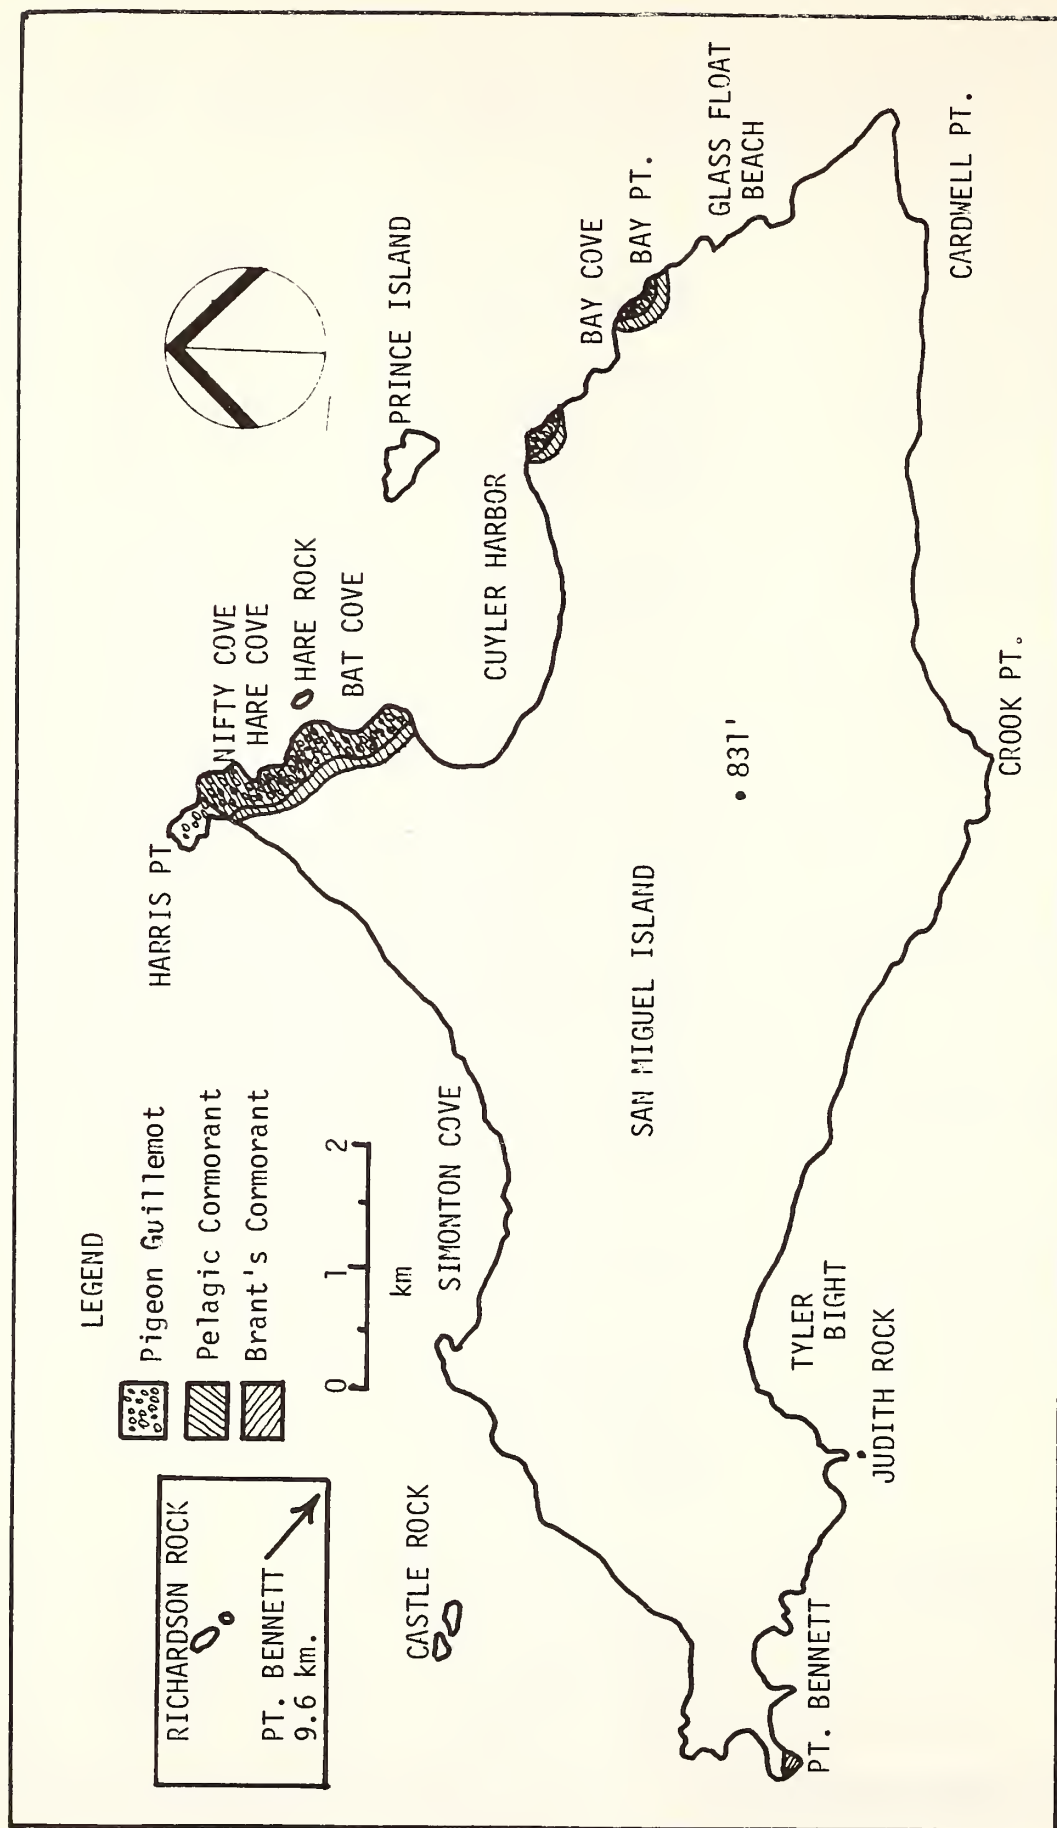 LEGEND
Pigeon Guillemot
Pelagic Cormorant
Brant's Cormorant
0 1 2
km
RICHARDSON ROCK
PT. BENNETT
9.6 km.
CASTLE ROCK
SIMONTON COVE
HARRIS PT
NIFTY COVE
HARE COVE
HARE ROCK
BAT COVE
PRINCE ISLAND
CUYLER HARBOR
BAY COVE
BAY PT.
GLASS FLOAT
BEACH
SAN MIGUEL ISLAND
831'
TYLER
BIGHT
JUDITH ROCK
PT. BENNETT
CROOK PT.
CARDWELL PT.